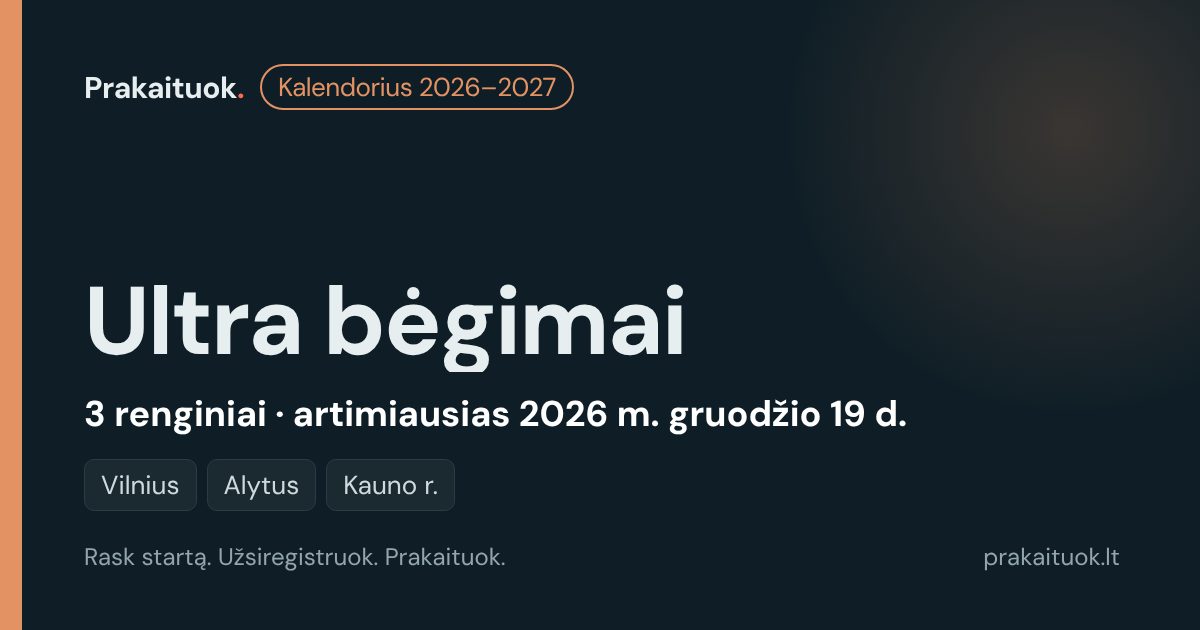 Prakaituok. Kalendorius 2026–2027
Ultra bėgimai
3 renginiai · artimiausias 2026 m. gruodžio 19 d.
Vilnius Alytus Kauno r.
Rask startą. Užsiregistruok. Prakaituok. prakaituok.lt